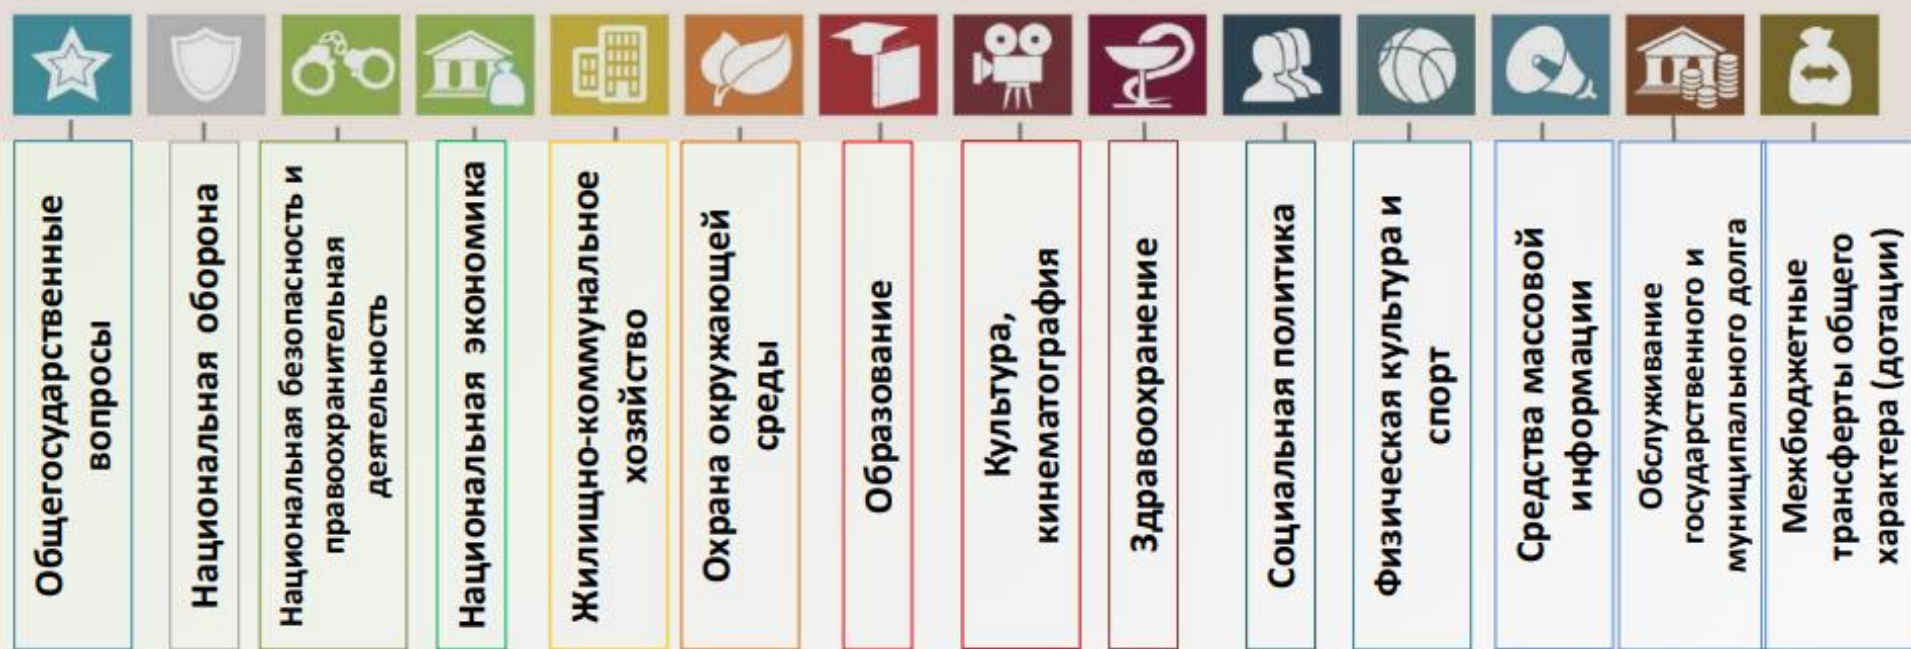 Общегосударственные
вопросы
Национальная оборона
Национальная безопасность и
правоохранительная
деятельность
Национальная экономика
Жилищно-коммунальное
хозяйство
Охрана окружающей
среды
Образование
Культура,
кинематография
Здравоохранение
Социальная политика
Физическая культура и
спорт
Средства массовой
информации
Обслуживание
государственного и
муниципального долга
Межбюджетные
трансферты общего
характера (дотации)